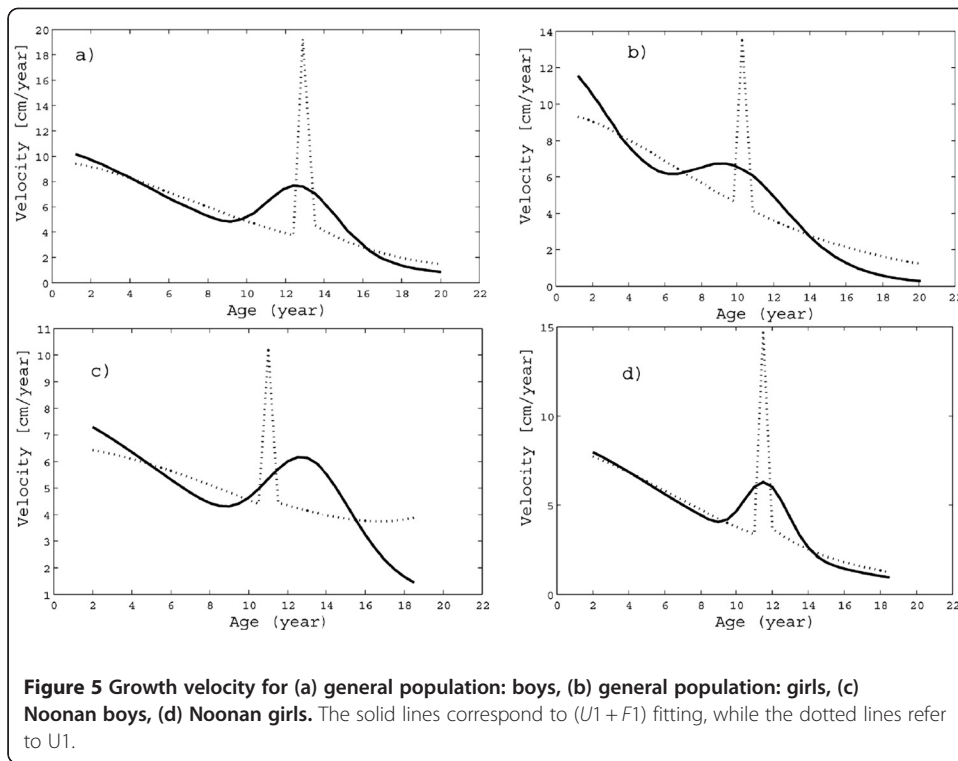 a)
Velocity [cm/year]
20
18
16
14
12
10
8
6
4
2
0
0 2 4 6 8 10 12 14 16 18 20 22
Age (year)
b)
Velocity [cm/year]
14
12
10
8
6
4
2
0
0 2 4 6 8 10 12 14 16 18 20 22
Age (year)
c)
Velocity [cm/year]
11
10
9
8
7
6
5
4
3
2
1
0 2 4 6 8 10 12 14 16 18 20 22
Age (year)
d)
Velocity [cm/year]
15
10
5
0
0 2 4 6 8 10 12 14 16 18 20 22
Age (year)
Figure 5 Growth velocity for (a) general population: boys, (b) general population: girls, (c)
Noonan boys, (d) Noonan girls. The solid lines correspond to (U1 + F1) fitting, while the dotted lines refer
to U1.